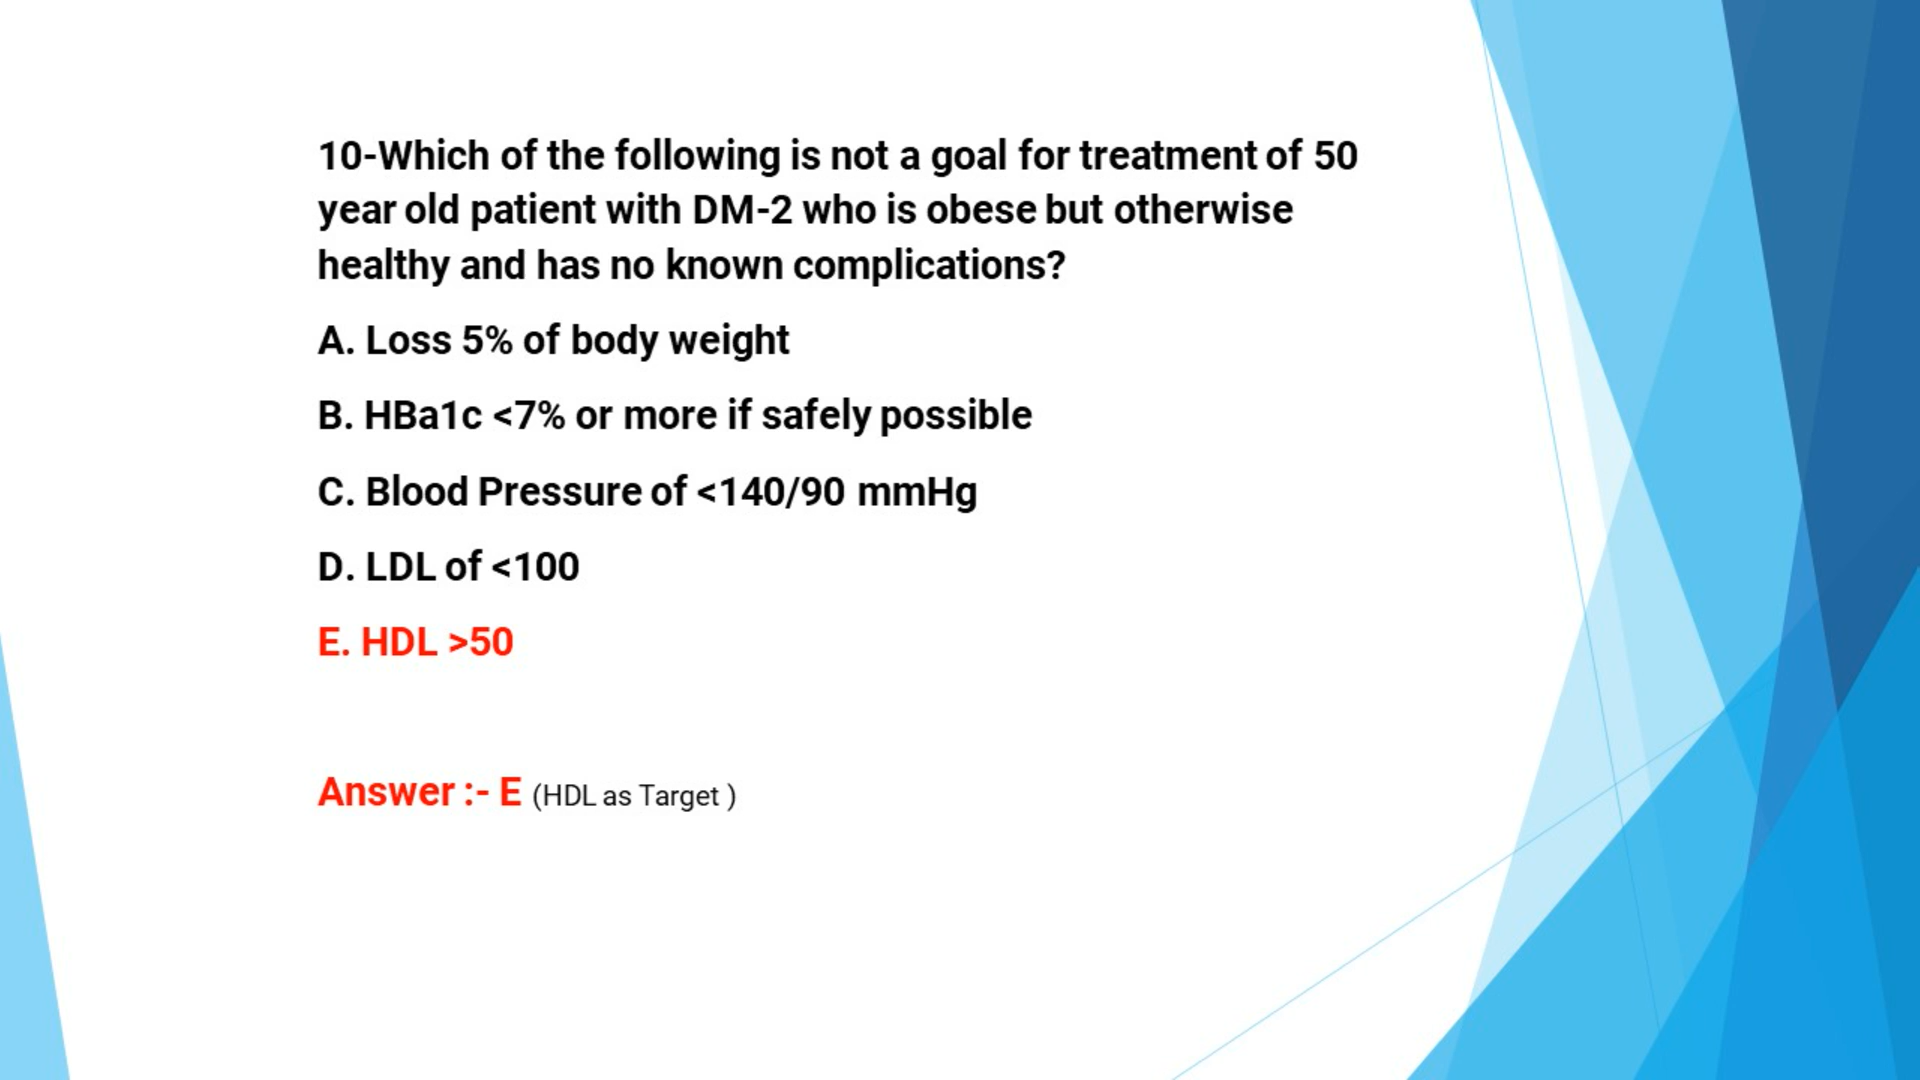 10-Which of the following is not a goal for treatment of 50
year old patient with DM-2 who is obese but otherwise
healthy and has no known complications?
A. Loss 5% of body weight
B. HBa1c <7% or more if safely possible
C. Blood Pressure of <140/90 mmHg
D. LDL of <100
E. HDL >50
Answer :- E (HDL as Target )